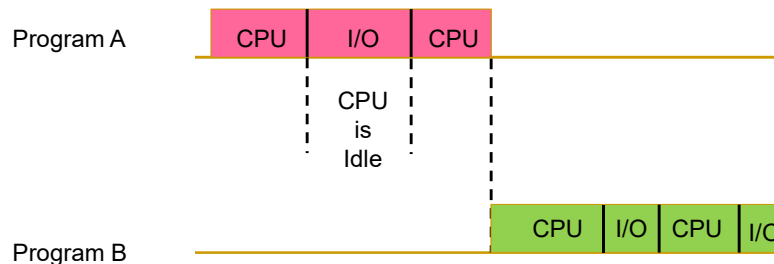 Program A
CPU I/O CPU
CPU
is
Idle
CPU I/O CPU I/O
Program B